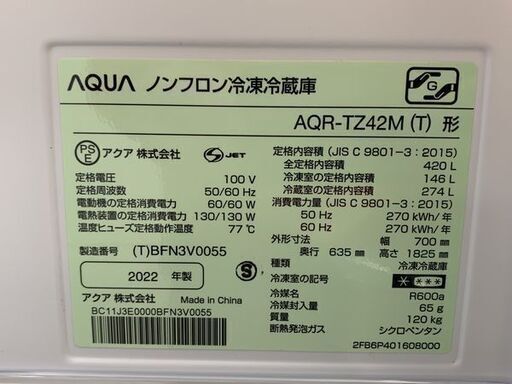 AQUA ノンフロン冷凍冷蔵庫
G
AQR-TZ42M (T) 形
PS E アクア 株式会社 S JET
定格電圧 100 V
定格周波数 50/60 Hz
電動機の定格消費電力 60/60 W
電熱装置の定格消費電力 130/130 W
温度ヒューズ定格動作温度 77℃
製造番号 (T)BFN3V0055
2022 年製 S
アクア 株式会社 Made in China
BC11J3E0000BFN3V0055
定格内容積 (JIS C 9801-3 : 2015)
全定格内容積 420 L
冷凍室の定格内容積 146 L
冷蔵室の定格内容積 274 L
消費電力量 (JIS C 9801-3 : 2015)
50 Hz 270 kWh/年
60 Hz 270 kWh/年
外形寸法 幅 700 mm
奥行 635 mm 高さ 1825 mm
種類 冷凍冷蔵庫
冷凍室の記号 * ***
冷媒名 R600a
冷媒封入量 65 g
質量 120 kg
断熱発泡ガス シクロペンタン
2FB6P401608000